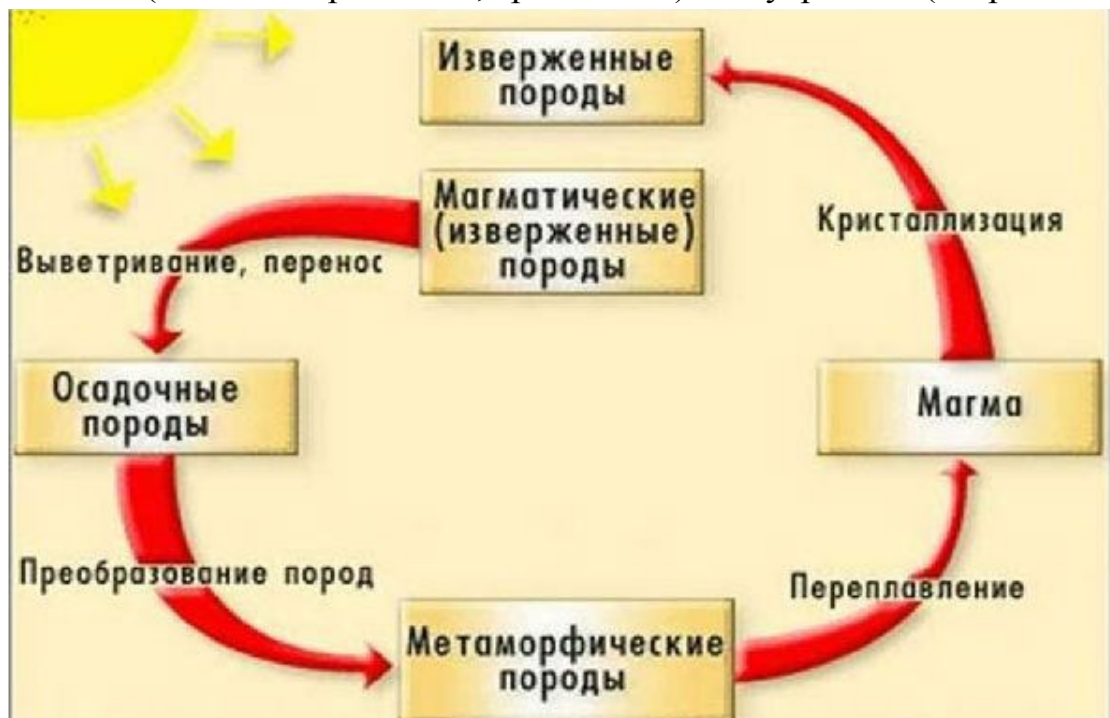 Изверженные
породы
Магматические
(изверженные)
породы
Кристаллизация
Выветривание, перенос
Осадочные
породы
Магма
Преобразование пород
Переплавление
Метаморфические
породы